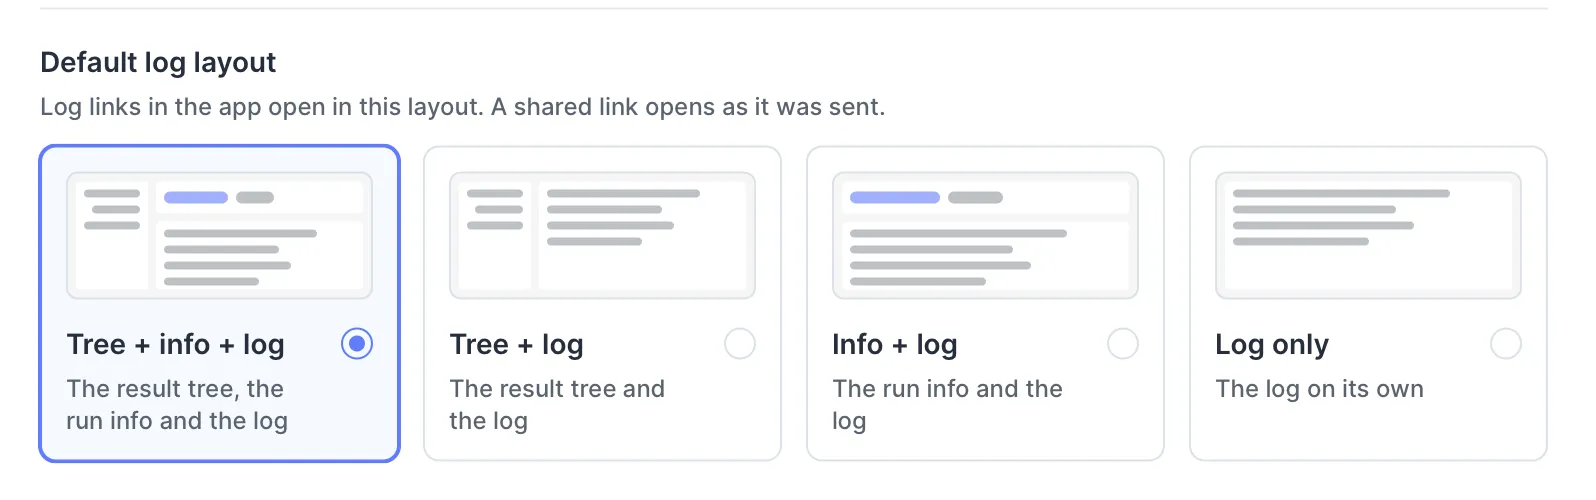 Default log layout
Log links in the app open in this layout. A shared link opens as it was sent.
Tree + info + log
The result tree, the
run info and the log
Tree + log
The result tree and
the log
Info + log
The run info and the
log
Log only
The log on its own